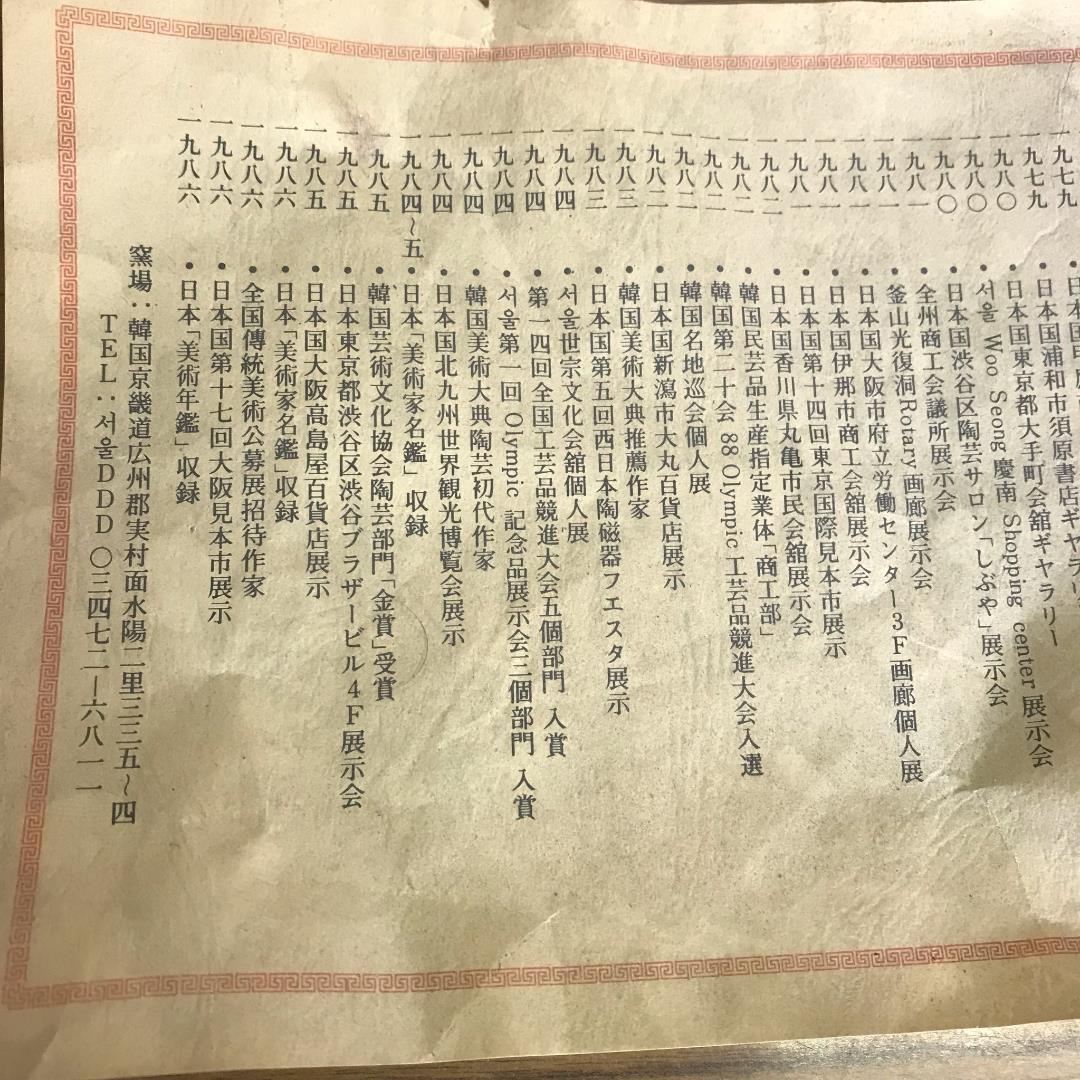 一九七九
一九七九 • 日本国浦和市須原書店ギャラリー
一九八〇 • 日本国東京都大手町会舘ギヤラリー
一九八〇 • 서울 Woo Seong 慶南 Shopping center 展示会
一九八〇 • 日本国渋谷区陶芸サロン「しぶや」展示会
一九八一 • 全州商工会議所展示会
一九八一 • 釜山光復洞Rotary画廊展示会
一九八一 • 日本国大阪市府立労働センター3F画廊個人展
一九八一 • 日本国伊那市商工会舘展示会
一九八一 • 日本国第十四回東京国際見本市展示
一九八二 • 日本国香川県丸亀市民会舘展示会
一九八二 • 韓国民芸品生産指定業体「商工部」
一九八二 • 韓国第二十会 88 Olympic 工芸品競進大会入選
一九八二 • 韓国名地巡会個人展
一九八二 • 日本国新潟市大丸百貨店展示
一九八三 • 韓国美術大典推薦作家
一九八三 • 日本国第五回西日本陶磁器フエスタ展示
一九八四 • 서울世宗文化会舘個人展
一九八四 • 第一四回全国工芸品競進大会五個部門 入賞
一九八四 • 서울第一回 Olympic 記念品展示会三個部門 入賞
一九八四 • 韓国美術大典陶芸初代作家
一九八四 • 日本国北九州世界観光博覧会展示
一九八四~五 • 日本「美術家名鑑」収録
一九八五 • 韓国芸術文化協会陶芸部門「金賞」受賞
一九八五 • 日本東京都渋谷区渋谷ブラザービル4F展示会
一九八五 • 日本国大阪高島屋百貨店展示
一九八六 • 日本「美術家名鑑」収録
一九八六 • 全国傳統美術公募展招待作家
一九八六 • 日本国第十七回大阪見本市展示
一九八六 • 日本「美術年鑑」収録
窯場：韓国京畿道広州郡実村面水陽二里三三五~四
TEL：서울DDD〇三四七二—六八一一